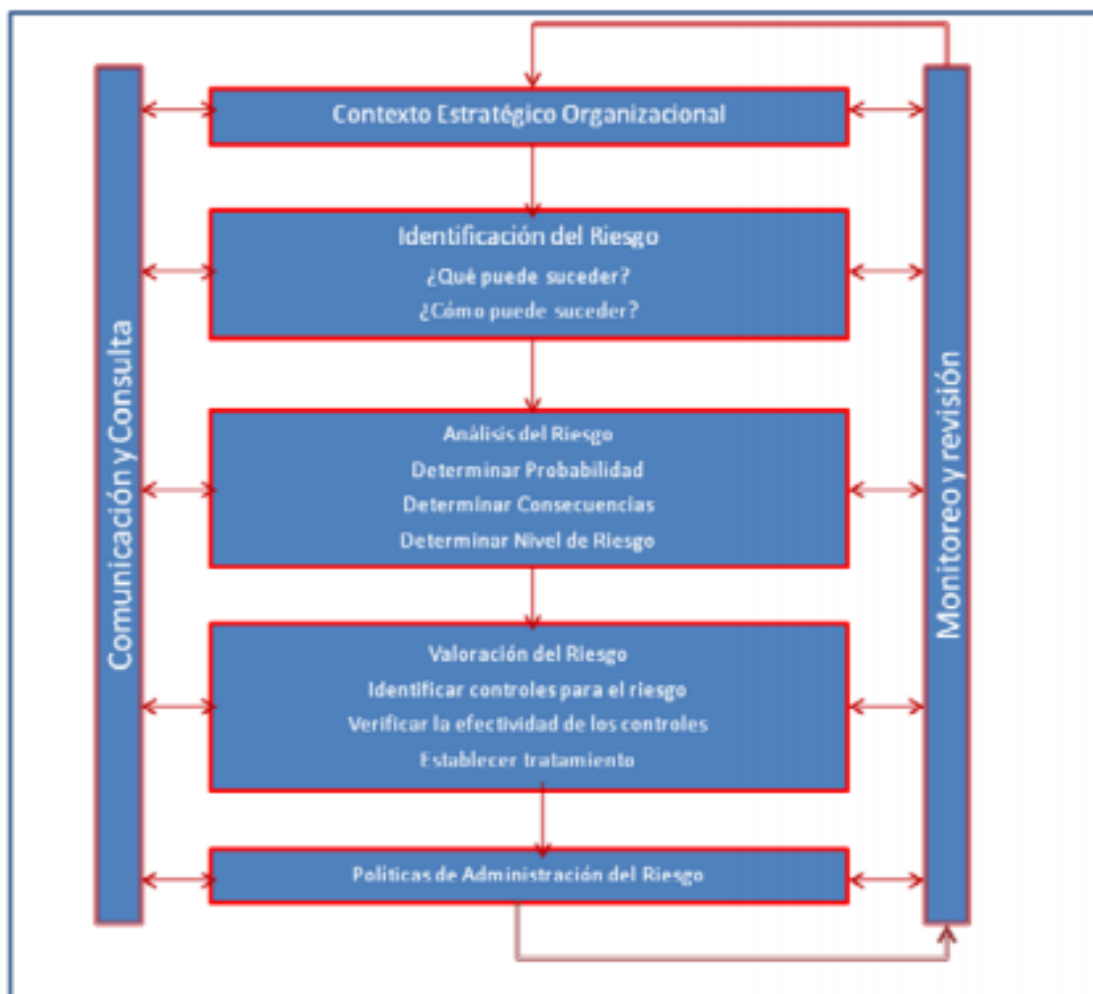 Contexto Estratégico Organizacional
Identificación del Riesgo
¿Qué puede suceder?
¿Cómo puede suceder?
Análisis del Riesgo
Determinar Probabilidad
Determinar Consecuencias
Determinar Nivel de Riesgo
Valoración del Riesgo
Identificar controles para el riesgo
Verificar la efectividad de los controles
Establecer tratamiento
Políticas de Administración del Riesgo
Comunicación y Consulta
Monitoreo y revisión